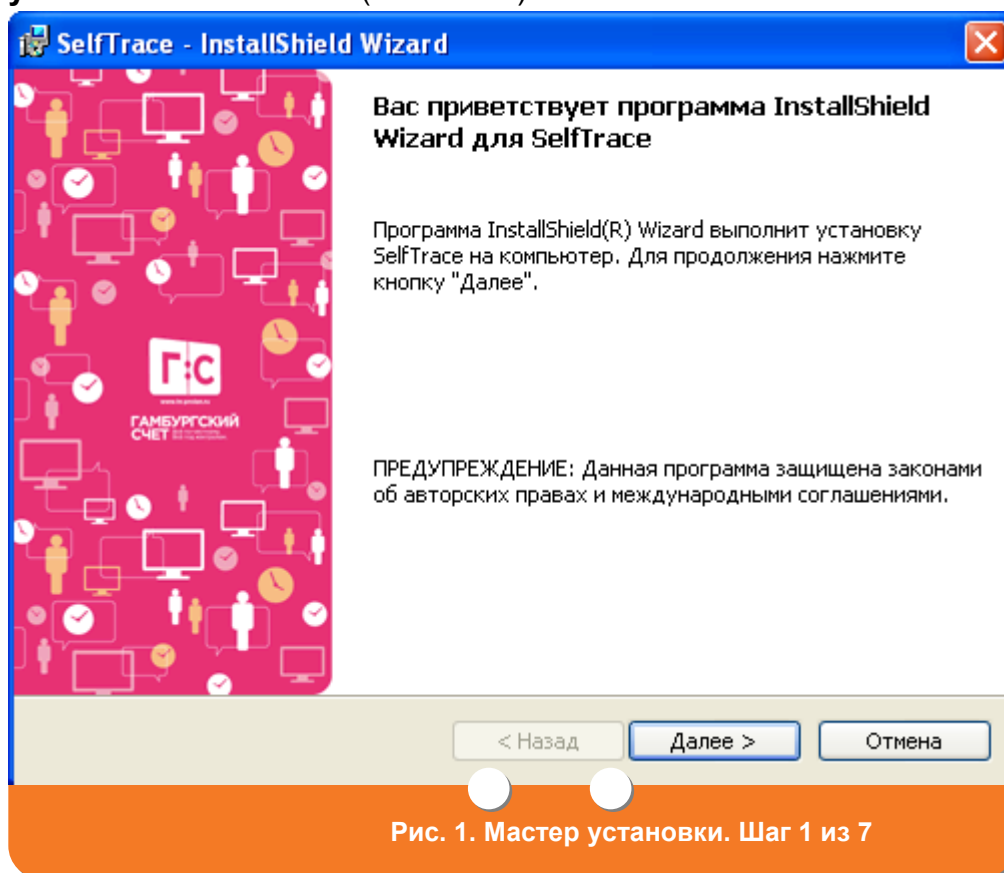 SelfTrace - InstallShield Wizard
Вас приветствует программа InstallShield
Wizard для SelfTrace
Программа InstallShield(R) Wizard выполнит установку
SelfTrace на компьютер. Для продолжения нажмите
кнопку "Далее".
Г:С
ГАМБУРГСКИЙ
СЧЕТ
ПРЕДУПРЕЖДЕНИЕ: Данная программа защищена законами
об авторских правах и международными соглашениями.
< Назад
Далее >
Отмена
Рис. 1. Мастер установки. Шаг 1 из 7